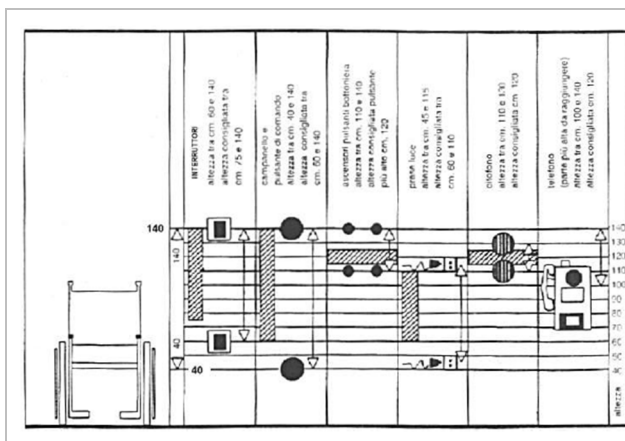 INTERRUTTORI
altezza tra cm. 60 e 140
altezza consigliata tra
cm. 75 e 140
campanello e
pulsante di comando
altezza tra cm. 40 e 140
altezza consigliata tra
cm. 60 e 140
ascensori pulsanti bottoniera
altezza tra cm. 110 e 140
altezza consigliata pulsante
più alto cm. 120
prese luce
altezza tra cm. 45 e 115
altezza consigliata tra
cm. 60 e 110
citofono
altezza tra cm. 110 e 130
altezza consigliata cm. 120
telefono
(parte più alta da raggiungere)
altezza tra cm. 100 e 140
altezza consigliata cm. 120
140
140
40
40
140
130
120
110
100
90
80
70
60
50
40
altezza